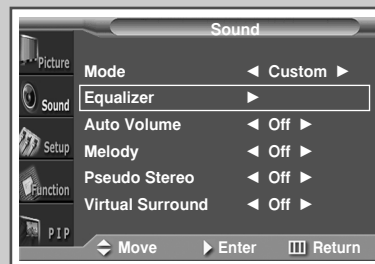 Sound
Picture
Sound
Setup
Function
PIP
Mode ◄ Custom ►
Equalizer ►
Auto Volume ◄ Off ►
Melody ◄ Off ►
Pseudo Stereo ◄ Off ►
Virtual Surround ◄ Off ►
Move Enter Return